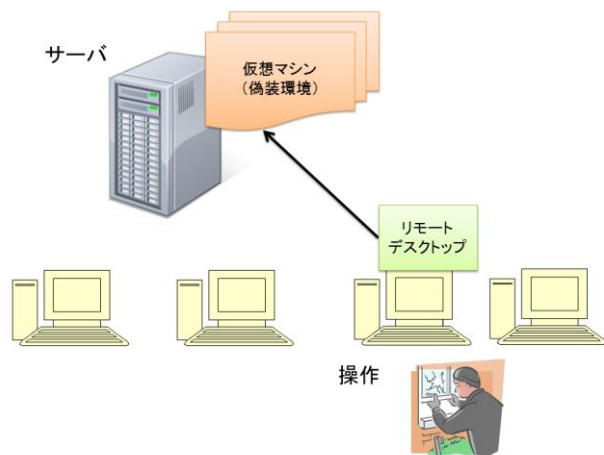 サーバ
仮想マシン
（偽装環境）
リモート
デスクトップ
操作